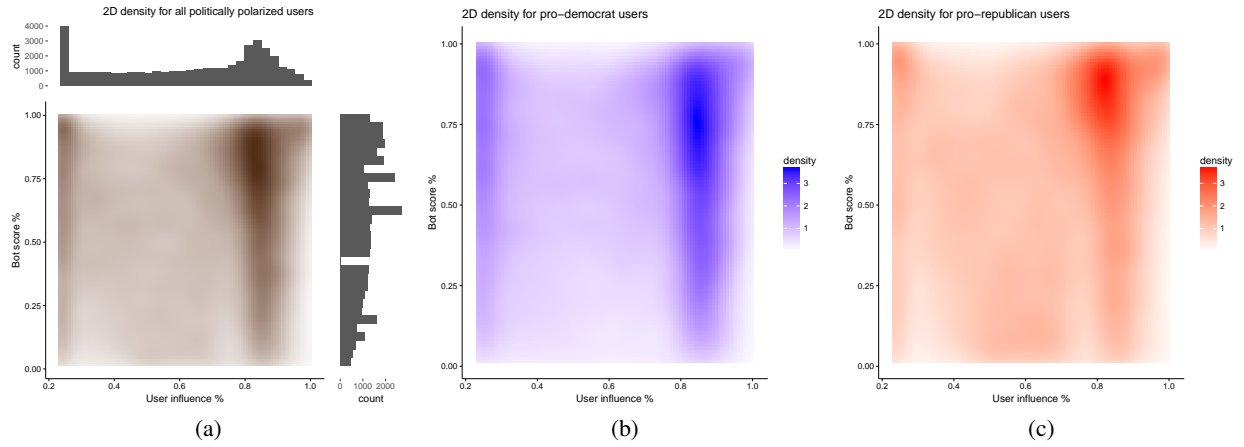 2D density for all politically polarized users
4000
3000
2000
1000
0
count
1.00
0.75
0.50
0.25
0.00
Bot score %
0.2 0.4 0.6 0.8 1.0
User influence %
0 1000 2000
count
(a)
2D density for pro−democrat users
1.00
0.75
0.50
0.25
0.00
Bot score %
0.2 0.4 0.6 0.8 1.0
User influence %
density
3
2
1
(b)
2D density for pro−republican users
1.00
0.75
0.50
0.25
0.00
Bot score %
0.2 0.4 0.6 0.8 1.0
User influence %
density
3
2
1
(c)